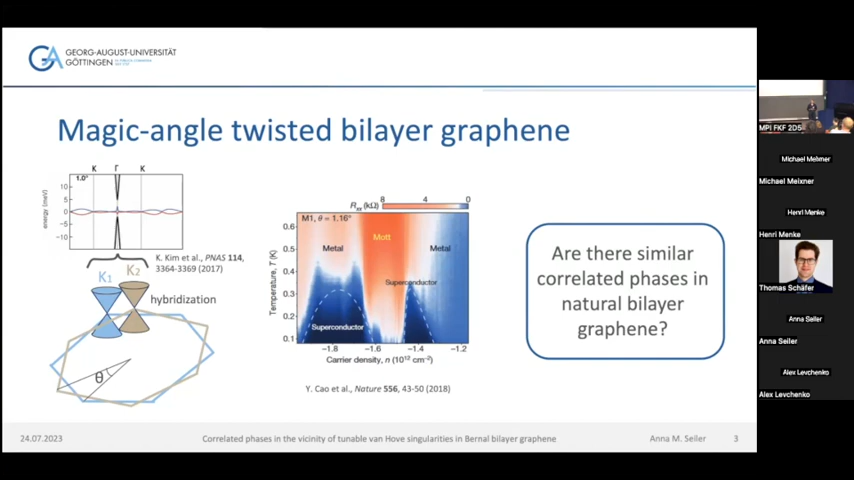 GEORG-AUGUST-UNIVERSITÄT
GÖTTINGEN
Magic-angle twisted bilayer graphene
K Γ K
1.0°
10
5
0
−5
−10
energy (meV)
K. Kim et al., PNAS 114,
3364-3369 (2017)
K₁ K₂
hybridization
θ
Rxx (kΩ)
8 4 0
M1, θ = 1.16°
Metal
Mott
Metal
Superconductor
Superconductor
0.6
0.5
0.4
0.3
0.2
0.1
Temperature, T (K)
−1.8 −1.6 −1.4 −1.2
Carrier density, n (10¹² cm⁻²)
Y. Cao et al., Nature 556, 43-50 (2018)
Are there similar
correlated phases in
natural bilayer
graphene?
24.07.2023
Correlated phases in the vicinity of tunable van Hove singularities in Bernal bilayer graphene
Anna M. Seiler
3
MPI FKF 2D5
Michael Meixner
Michael Meixner
Henri Menke
Henri Menke
Thomas Schäfer
Anna Seiler
Anna Seiler
Alex Levchenko
Alex Levchenko